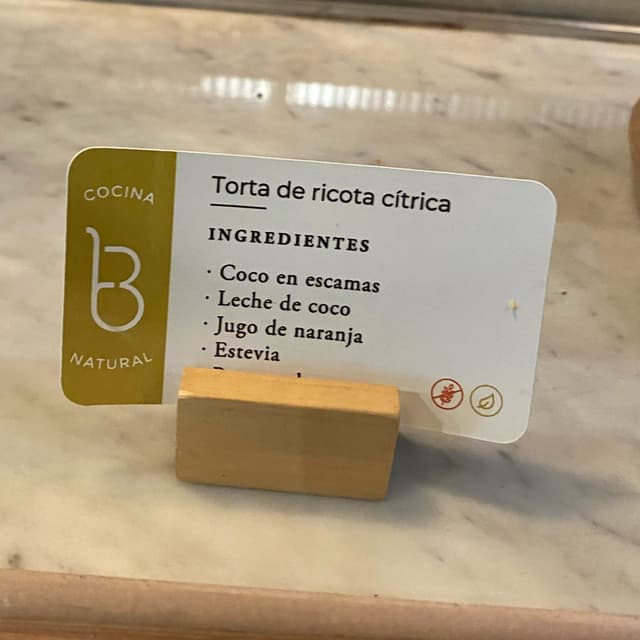 COCINA
B
NATURAL
Torta de ricota cítrica
INGREDIENTES
· Coco en escamas
· Leche de coco
· Jugo de naranja
· Estevia